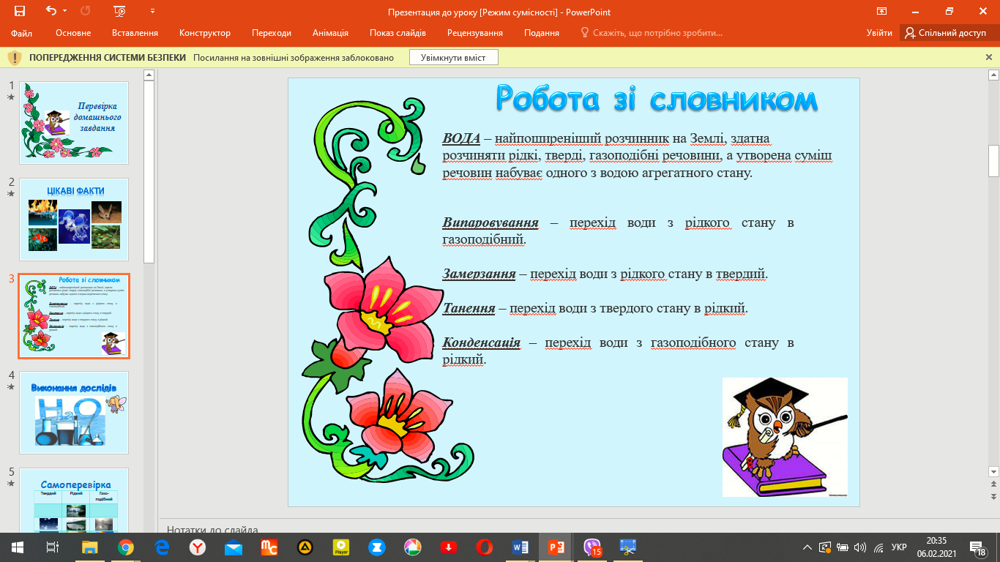 Презентация до уроку [Режим сумісності] - PowerPoint
Файл Основне Вставлення Конструктор Переходи Анімація Показ слайдів Рецензування Подання Скажіть, що потрібно зробити... Увійти Спільний доступ
ПОПЕРЕДЖЕННЯ СИСТЕМИ БЕЗПЕКИ Посилання на зовнішні зображення заблоковано Увімкнути вміст
1
Перевірка
домашнього
завдання
2
ЦІКАВІ ФАКТИ
3
Робота зі словником
4
Виконання дослідів
H2O
5
Самоперевірка
Твердий Рідкий Газо-
подібний
Робота зі словником
ВОДА – найпоширеніший розчинник на Землі, здатна
розчиняти рідкі, тверді, газоподібні речовини, а утворена суміш
речовин набуває одного з водою агрегатного стану.
Випаровування – перехід води з рідкого стану в
газоподібний.
Замерзання – перехід води з рідкого стану в твердий.
Танення – перехід води з твердого стану в рідкий.
Конденсація – перехід води з газоподібного стану в
рідкий.
Нотатки до слайда
Player
15
УКР
20:35
06.02.2021
18